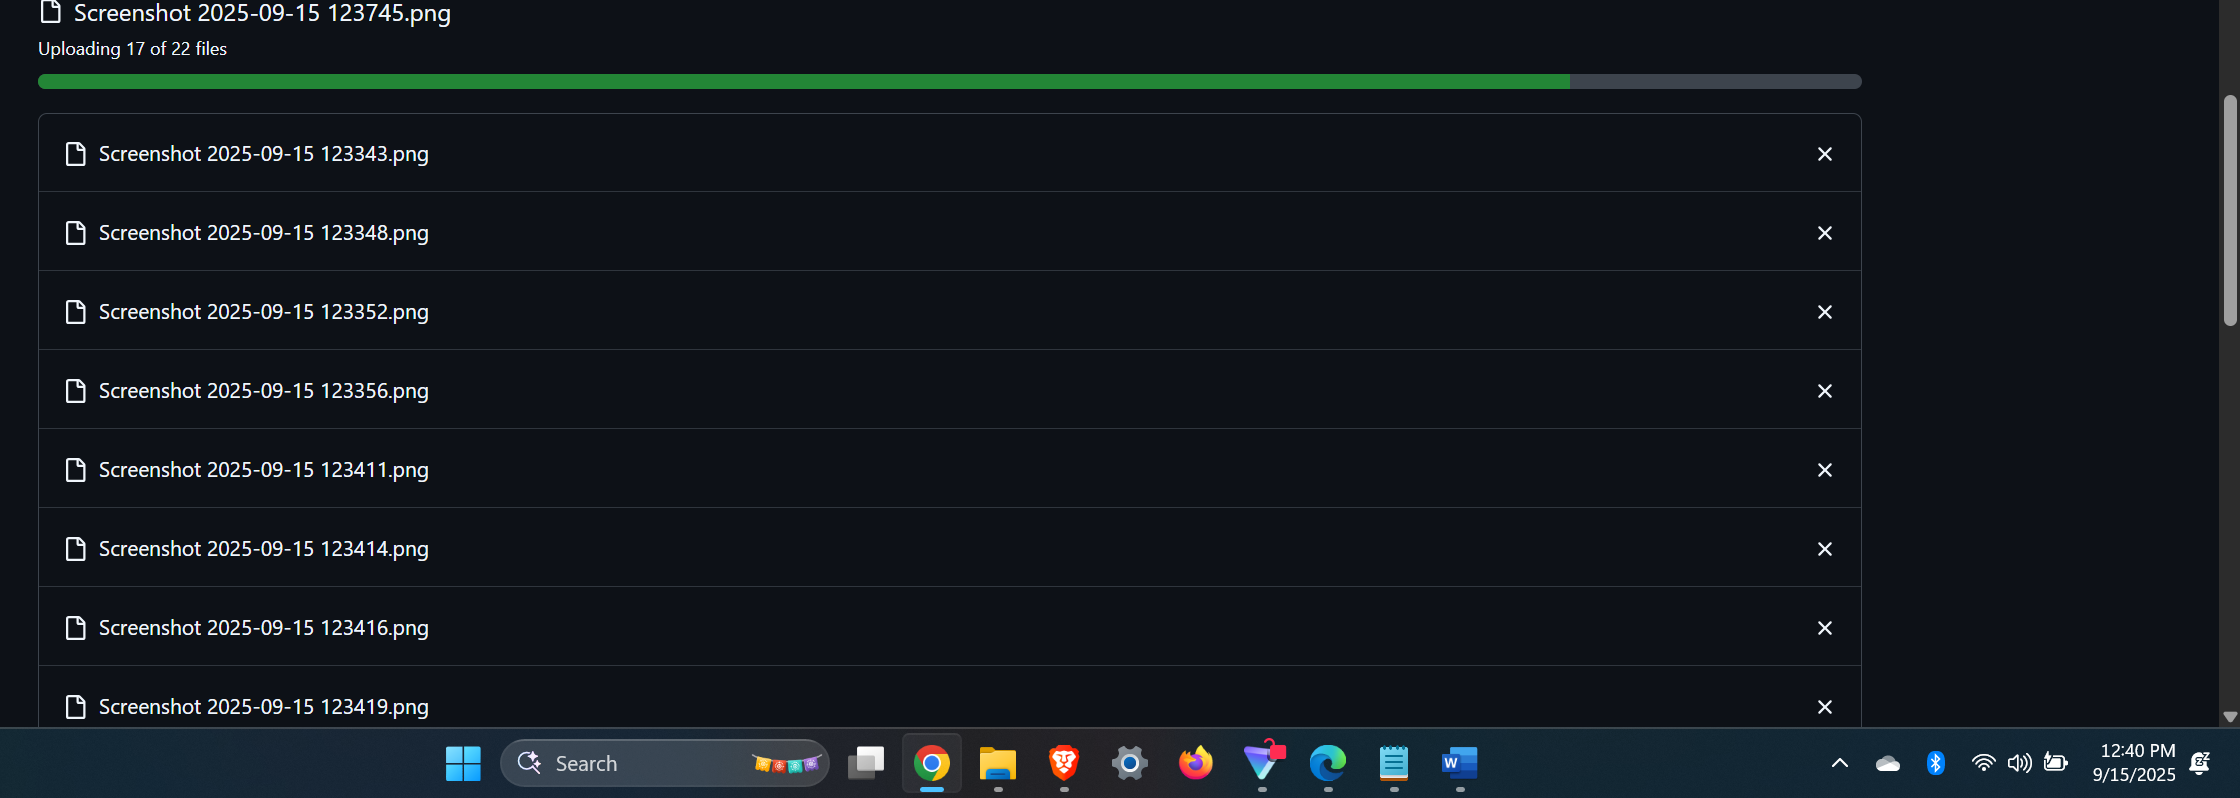 Screenshot 2025-09-15 123745.png
Uploading 17 of 22 files
Screenshot 2025-09-15 123343.png
Screenshot 2025-09-15 123348.png
Screenshot 2025-09-15 123352.png
Screenshot 2025-09-15 123356.png
Screenshot 2025-09-15 123411.png
Screenshot 2025-09-15 123414.png
Screenshot 2025-09-15 123416.png
Screenshot 2025-09-15 123419.png
Search
W
12:40 PM
9/15/2025